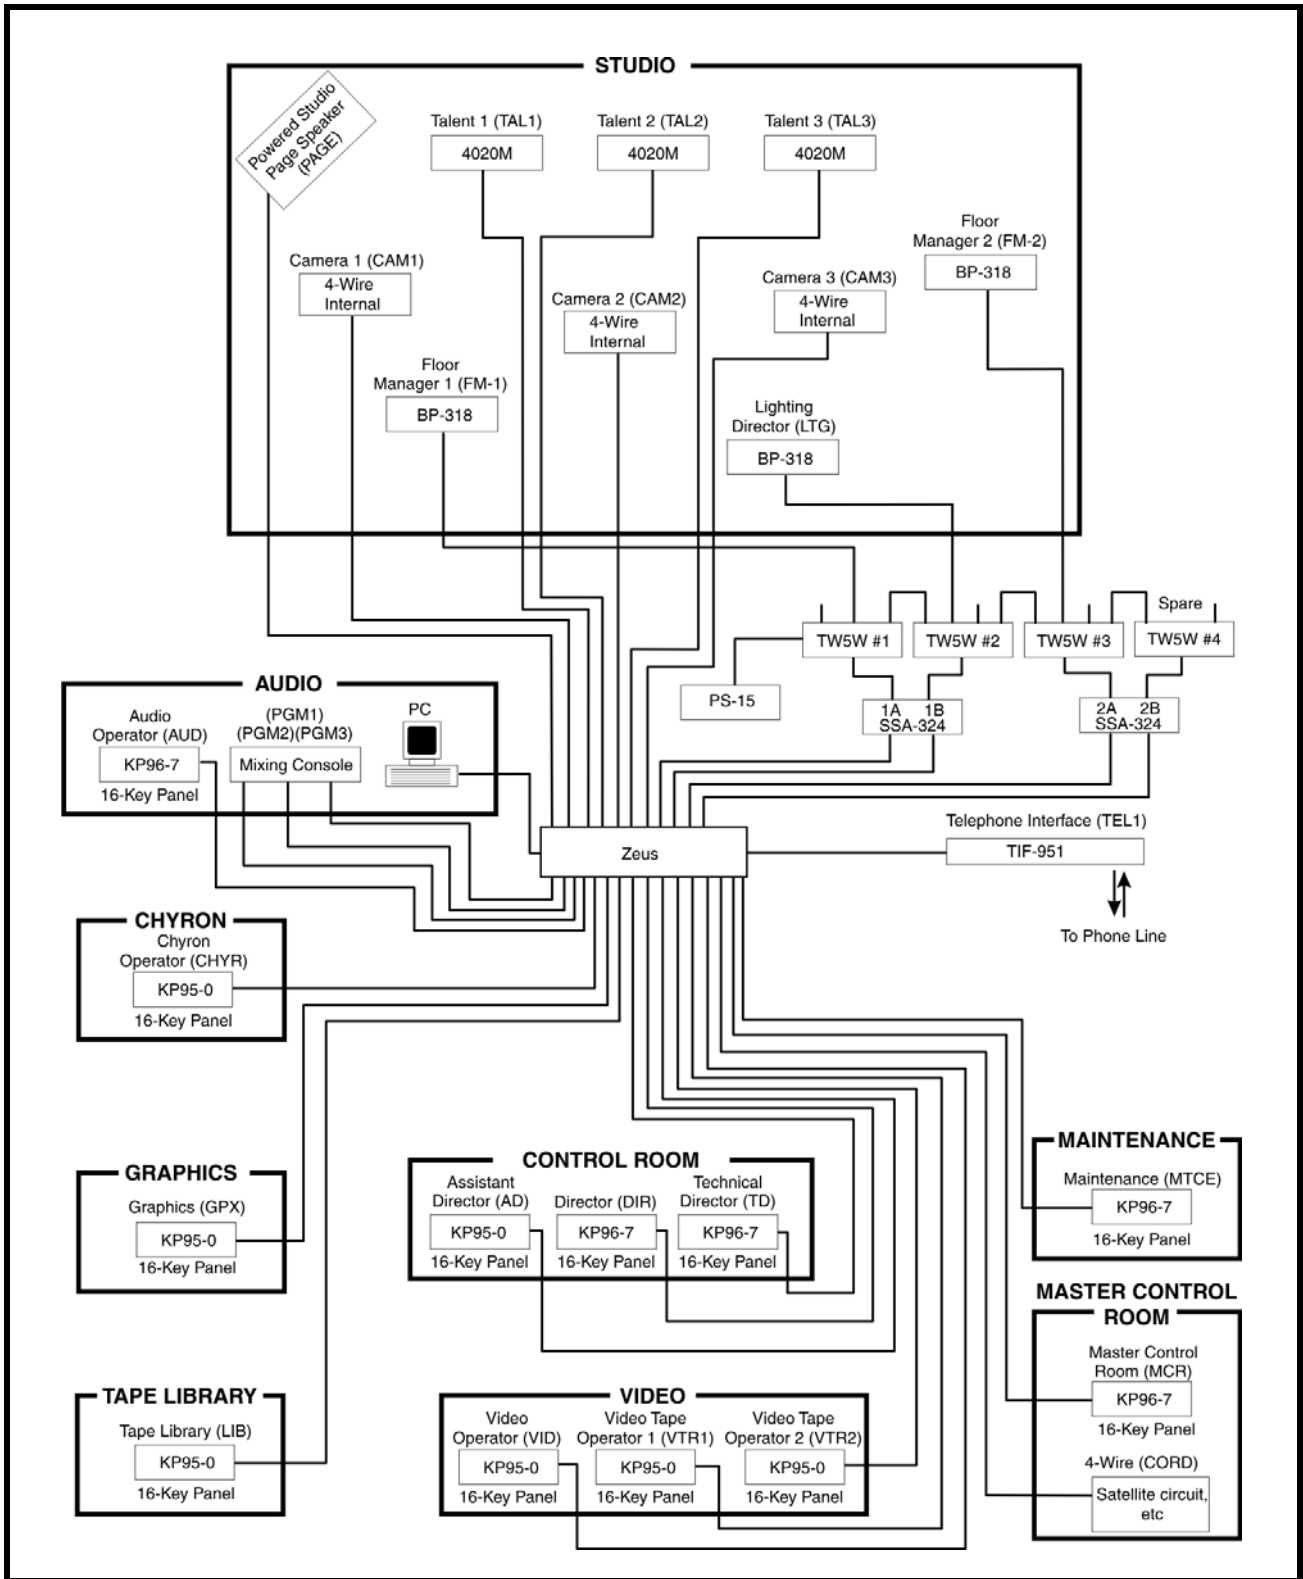 STUDIO
Powered Studio
Page Speaker
(PAGE)
Talent 1 (TAL1)
4020M
Talent 2 (TAL2)
4020M
Talent 3 (TAL3)
4020M
Floor
Manager 2 (FM-2)
BP-318
Camera 1 (CAM1)
4-Wire
Internal
Camera 2 (CAM2)
4-Wire
Internal
Camera 3 (CAM3)
4-Wire
Internal
Floor
Manager 1 (FM-1)
BP-318
Lighting
Director (LTG)
BP-318
Spare
TW5W #1
TW5W #2
TW5W #3
TW5W #4
PS-15
1A 1B
SSA-324
2A 2B
SSA-324
AUDIO
Audio
Operator (AUD)
KP96-7
16-Key Panel
(PGM1)
(PGM2)(PGM3)
Mixing Console
PC
Zeus
Telephone Interface (TEL1)
TIF-951
To Phone Line
CHYRON
Chyron
Operator (CHYR)
KP95-0
16-Key Panel
GRAPHICS
Graphics (GPX)
KP95-0
16-Key Panel
TAPE LIBRARY
Tape Library (LIB)
KP95-0
16-Key Panel
CONTROL ROOM
Assistant
Director (AD)
KP95-0
16-Key Panel
Director (DIR)
KP96-7
16-Key Panel
Technical
Director (TD)
KP96-7
16-Key Panel
VIDEO
Video
Operator (VID)
KP95-0
16-Key Panel
Video Tape
Operator 1 (VTR1)
KP95-0
16-Key Panel
Video Tape
Operator 2 (VTR2)
KP95-0
16-Key Panel
MAINTENANCE
Maintenance (MTCE)
KP96-7
16-Key Panel
MASTER CONTROL
ROOM
Master Control
Room (MCR)
KP96-7
16-Key Panel
4-Wire (CORD)
Satellite circuit,
etc